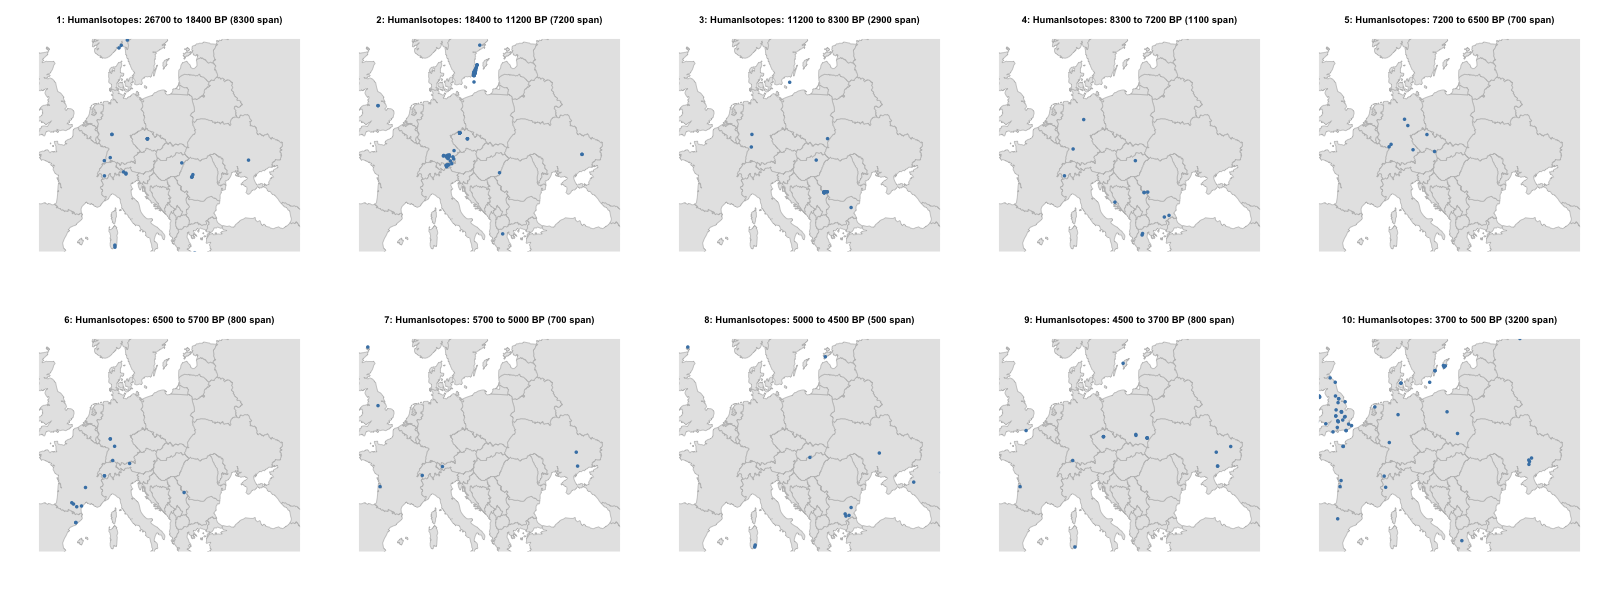 1: HumanIsotopes: 26700 to 18400 BP (8300 span)
2: HumanIsotopes: 18400 to 11200 BP (7200 span)
3: HumanIsotopes: 11200 to 8300 BP (2900 span)
4: HumanIsotopes: 8300 to 7200 BP (1100 span)
5: HumanIsotopes: 7200 to 6500 BP (700 span)
6: HumanIsotopes: 6500 to 5700 BP (800 span)
7: HumanIsotopes: 5700 to 5000 BP (700 span)
8: HumanIsotopes: 5000 to 4500 BP (500 span)
9: HumanIsotopes: 4500 to 3700 BP (800 span)
10: HumanIsotopes: 3700 to 500 BP (3200 span)